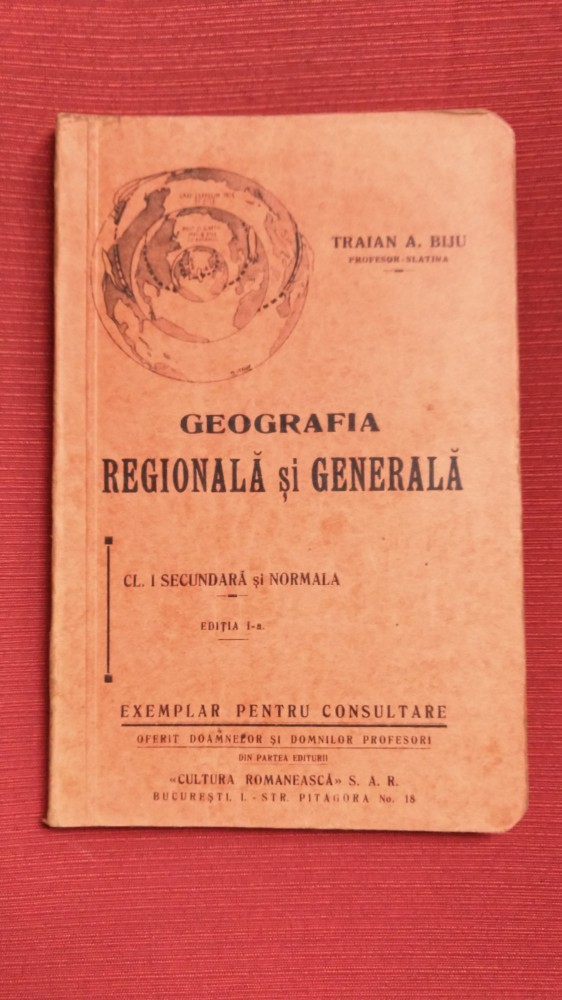 TRAIAN A. BIJU
PROFESOR-SLATINA
GEOGRAFIA
REGIONALĂ și GENERALĂ
CL. I SECUNDARĂ și NORMALA
EDIȚIA I-a.
EXEMPLAR PENTRU CONSULTARE
OFERIT DOAMNELOR ȘI DOMNILOR PROFESORI
DIN PARTEA EDITURII
«CULTURA ROMANEASCĂ» S. A. R.
BUCUREȘTI, I. - STR. PITAGORA No. 18